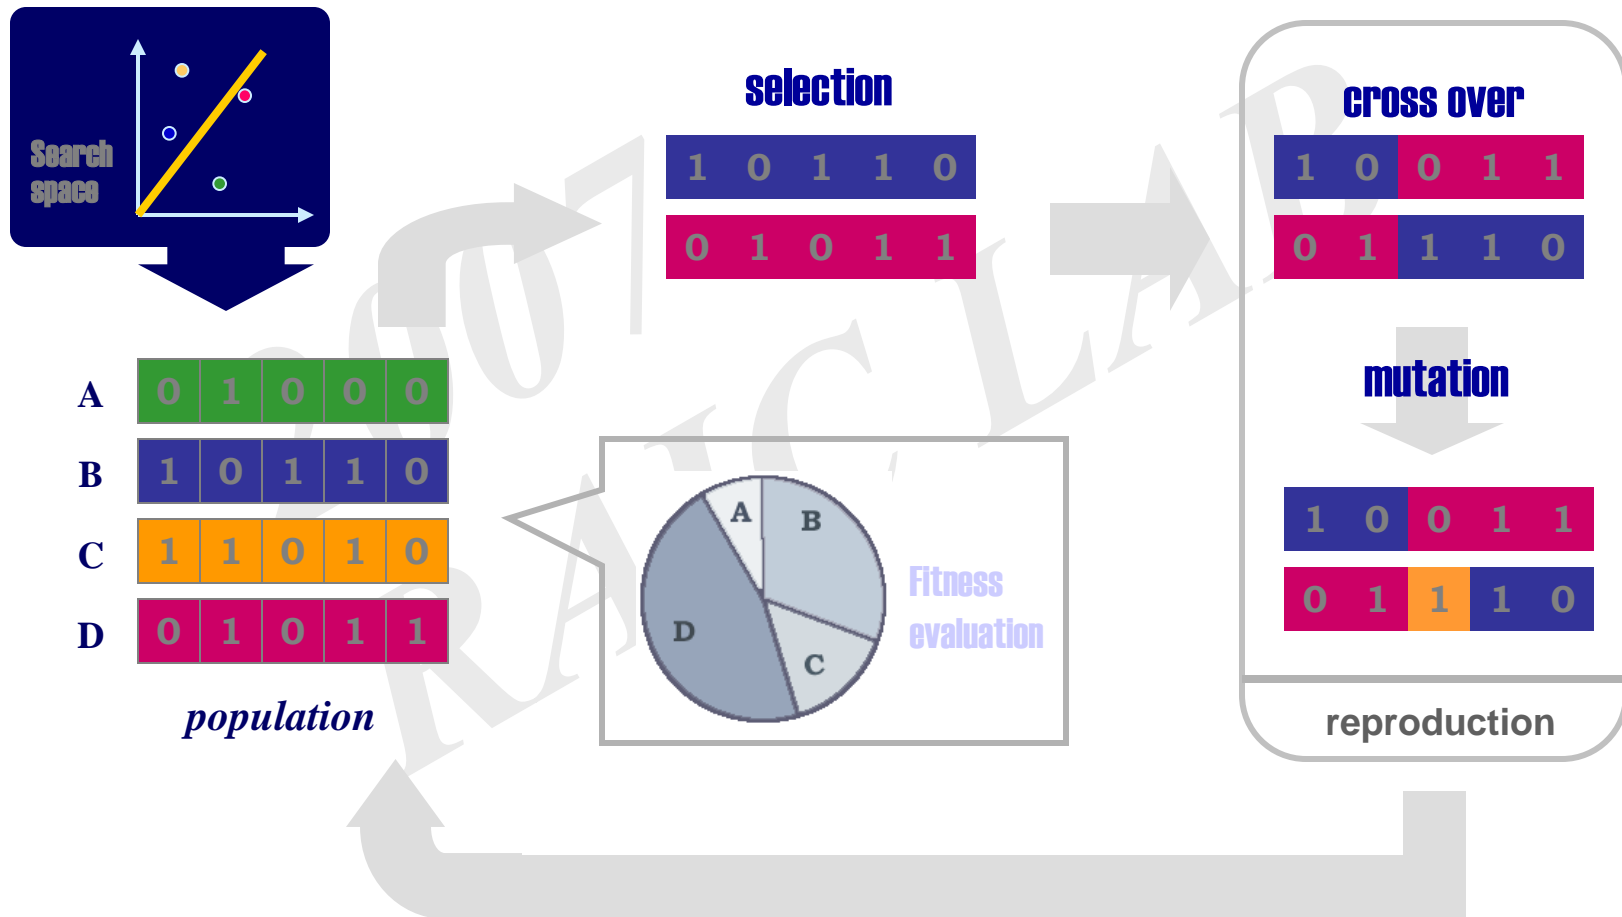 Search
space
selection
1 0 1 1 0
0 1 0 1 1
cross over
1 0 0 1 1
0 1 1 1 0
mutation
1 0 0 1 1
0 1 1 1 0
reproduction
A 0 1 0 0 0
B 1 0 1 1 0
C 1 1 0 1 0
D 0 1 0 1 1
population
A
B
C
D
Fitness
evaluation
2007
RAIC LAB